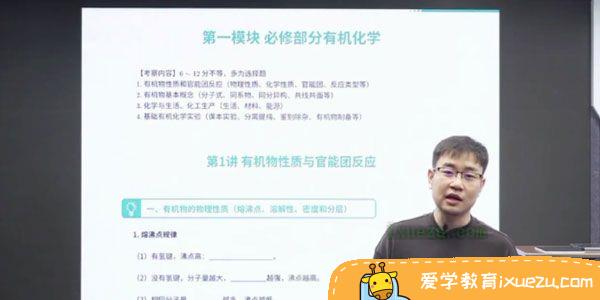 第一模块 必修部分有机化学
【考察内容】6～12分不等，多为选择题
1. 有机物性质和官能团反应（物理性质、化学性质、官能团、反应类型等）
2. 有机物基本概念（分子式、同系物、同分异构、共线共面等）
3. 化学与生活、化工生产（生活、材料、能源）
4. 基础有机化学实验（课本实验、分离提纯、鉴别除杂、有机物制备等）
第1讲 有机物性质与官能团反应
一、有机物的物理性质（熔沸点、溶解性、密度和分层）
1. 熔沸点规律
（1）有氢键，沸点高：____________。
（2）没有氢键，分子量越大，________越强，沸点越高。
ixuezu.com
爱学教育ixuezu.com